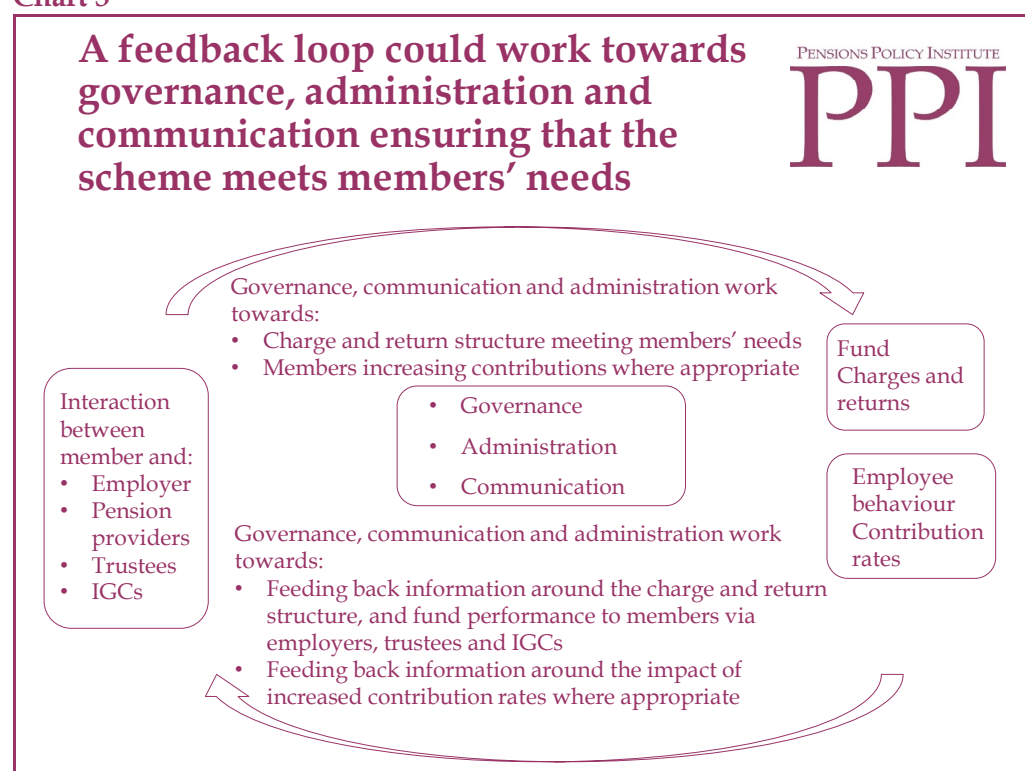 A feedback loop could work towards
governance, administration and
communication ensuring that the
scheme meets members’ needs
PENSIONS POLICY INSTITUTE
PPI
Governance, communication and administration work
towards:
• Charge and return structure meeting members’ needs
• Members increasing contributions where appropriate
Interaction
between
member and:
• Employer
• Pension
providers
• Trustees
• IGCs
• Governance
• Administration
• Communication
Fund
Charges and
returns
Employee
behaviour
Contribution
rates
Governance, communication and administration work
towards:
• Feeding back information around the charge and return
structure, and fund performance to members via
employers, trustees and IGCs
• Feeding back information around the impact of
increased contribution rates where appropriate